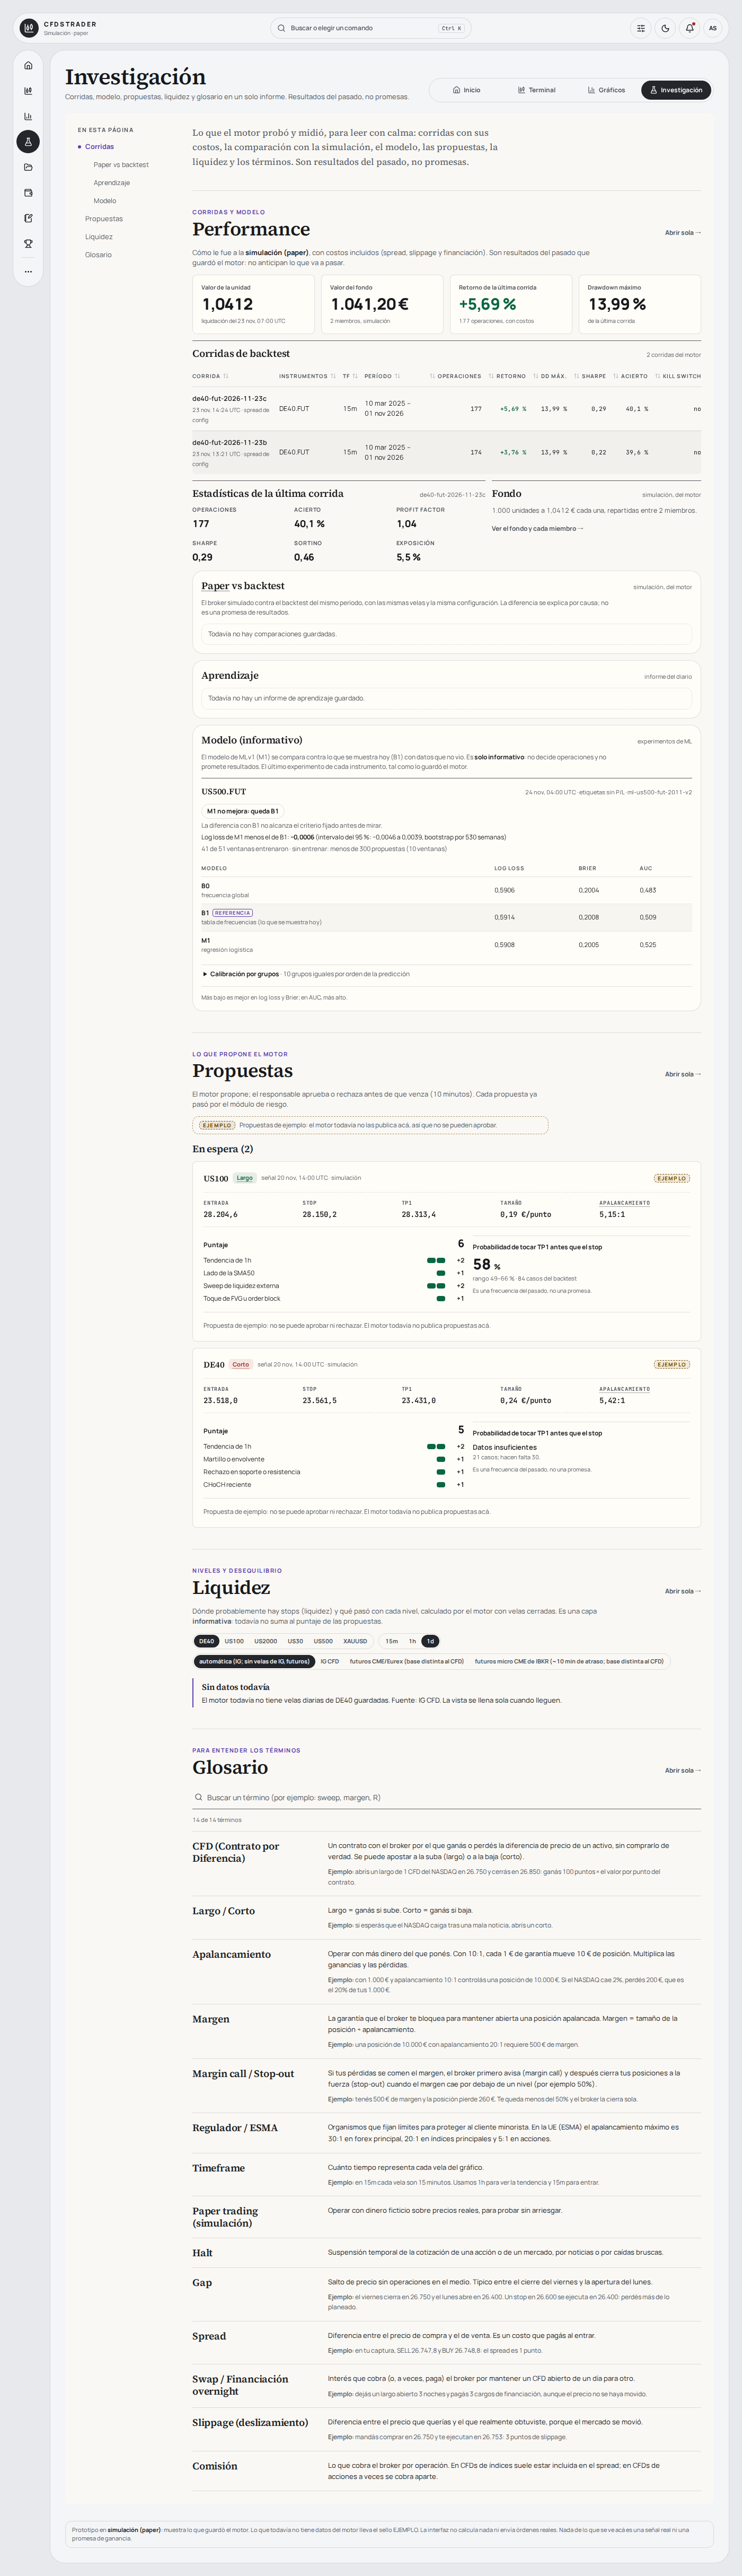 CFDSTRADER
Simulación · paper
Buscar o elegir un comando
Ctrl K
AS
Investigación
Corridas, modelo, propuestas, liquidez y glosario en un solo informe. Resultados del pasado, no promesas.
Inicio
Terminal
Gráficos
Investigación
EN ESTA PÁGINA
Corridas
Paper vs backtest
Aprendizaje
Modelo
Propuestas
Liquidez
Glosario
Lo que el motor probó y midió, para leer con calma: corridas con sus
costos, la comparación con la simulación, el modelo, las propuestas, la
liquidez y los términos. Son resultados del pasado, no promesas.
CORRIDAS Y MODELO
Performance
Abrir sola →
Cómo le fue a la simulación (paper), con costos incluidos (spread, slippage y financiación). Son resultados del pasado que
guardó el motor: no anticipan lo que va a pasar.
Valor de la unidad
1,0412
liquidación del 23 nov, 07:00 UTC
Valor del fondo
1.041,20 €
2 miembros, simulación
Retorno de la última corrida
+5,69 %
177 operaciones, con costos
Drawdown máximo
13,99 %
de la última corrida
Corridas de backtest
2 corridas del motor
CORRIDA ↑↓ INSTRUMENTOS ↑↓ TF ↑↓ PERÍODO ↑↓ ↑↓ OPERACIONES ↑↓ RETORNO ↑↓ DD MÁX. ↑↓ SHARPE ↑↓ ACIERTO ↑↓ KILL SWITCH
de40-fut-2026-11-23c
23 nov, 14:24 UTC · spread de
config
DE40.FUT 15m 10 mar 2025 –
01 nov 2026
177 +5,69 % 13,99 % 0,29 40,1 % no
de40-fut-2026-11-23b
23 nov, 13:21 UTC · spread de
config
DE40.FUT 15m 10 mar 2025 –
01 nov 2026
174 +3,76 % 13,99 % 0,22 39,6 % no
Estadísticas de la última corrida
de40-fut-2026-11-23c
OPERACIONES ACIERTO PROFIT FACTOR
177 40,1 % 1,04
SHARPE SORTINO EXPOSICIÓN
0,29 0,46 5,5 %
Fondo
simulación, del motor
1.000 unidades a 1,0412 € cada una, repartidas entre 2 miembros.
Ver el fondo y cada miembro →
Paper vs backtest
simulación, del motor
El broker simulado contra el backtest del mismo período, con las mismas velas y la misma configuración. La diferencia se explica por causa; no
es una promesa de resultados.
Todavía no hay comparaciones guardadas.
Aprendizaje
informe del diario
Todavía no hay un informe de aprendizaje guardado.
Modelo (informativo)
experimentos de ML
El modelo de ML v1 (M1) se compara contra lo que se muestra hoy (B1) con datos que no vio. Es solo informativo: no decide operaciones y no
promete resultados. El último experimento de cada instrumento, tal como lo guardó el motor.
US500.FUT
24 nov, 04:00 UTC · etiquetas sin P/L · ml-us500-fut-2011-v2
M1 no mejora: queda B1
La diferencia con B1 no alcanza el criterio fijado antes de mirar.
Log loss de M1 menos el de B1: −0,0006 (intervalo del 95 %: −0,0046 a 0,0039, bootstrap por 530 semanas)
41 de 51 ventanas entrenaron · sin entrenar: menos de 300 propuestas (10 ventanas)
MODELO LOG LOSS BRIER AUC
B0
frecuencia global
0,5906 0,2004 0,483
B1 REFERENCIA
tabla de frecuencias (lo que se muestra hoy)
0,5914 0,2008 0,509
M1
regresión logística
0,5908 0,2005 0,525
Calibración por grupos · 10 grupos iguales por orden de la predicción
Más bajo es mejor en log loss y Brier; en AUC, más alto.
LO QUE PROPONE EL MOTOR
Propuestas
Abrir sola →
El motor propone; el responsable aprueba o rechaza antes de que venza (10 minutos). Cada propuesta ya
pasó por el módulo de riesgo.
EJEMPLO Propuestas de ejemplo: el motor todavía no las publica acá, así que no se pueden aprobar.
En espera (2)
US100 Largo señal 20 nov, 14:00 UTC · simulación
EJEMPLO
ENTRADA STOP TP1 TAMAÑO APALANCAMIENTO
28.204,6 28.150,2 28.313,4 0,19 €/punto 5,15:1
Puntaje 6
Tendencia de 1h +2
Lado de la SMA50 +1
Sweep de liquidez externa +2
Toque de FVG u order block +1
Probabilidad de tocar TP1 antes que el stop
58 %
rango 49–66 % · 84 casos del backtest
Es una frecuencia del pasado, no una promesa.
Propuesta de ejemplo: no se puede aprobar ni rechazar. El motor todavía no publica propuestas acá.
DE40 Corto señal 20 nov, 14:00 UTC · simulación
EJEMPLO
ENTRADA STOP TP1 TAMAÑO APALANCAMIENTO
23.518,0 23.561,5 23.431,0 0,24 €/punto 5,42:1
Puntaje 5
Tendencia de 1h +2
Martillo o envolvente +1
Rechazo en soporte o resistencia +1
CHoCH reciente +1
Probabilidad de tocar TP1 antes que el stop
Datos insuficientes
21 casos; hacen falta 30.
Es una frecuencia del pasado, no una promesa.
Propuesta de ejemplo: no se puede aprobar ni rechazar. El motor todavía no publica propuestas acá.
NIVELES Y DESEQUILIBRIO
Liquidez
Abrir sola →
Dónde probablemente hay stops (liquidez) y qué pasó con cada nivel, calculado por el motor con velas cerradas. Es una capa
informativa: todavía no suma al puntaje de las propuestas.
DE40 US100 US2000 US30 US500 XAUUSD
15m 1h 1d
automática (IG; sin velas de IG, futuros) IG CFD futuros CME/Eurex (base distinta al CFD) futuros micro CME de IBKR (~10 min de atraso; base distinta al CFD)
Sin datos todavía
El motor todavía no tiene velas diarias de DE40 guardadas. Fuente: IG CFD. La vista se llena sola cuando lleguen.
PARA ENTENDER LOS TÉRMINOS
Glosario
Abrir sola →
Buscar un término (por ejemplo: sweep, margen, R)
14 de 14 términos
CFD (Contrato por
Diferencia)
Un contrato con el broker por el que ganás o perdés la diferencia de precio de un activo, sin comprarlo de
verdad. Se puede apostar a la suba (largo) o a la baja (corto).
Ejemplo: abrís un largo de 1 CFD del NASDAQ en 26.750 y cerrás en 26.850: ganás 100 puntos × el valor por punto del
contrato.
Largo / Corto
Largo = ganás si sube. Corto = ganás si baja.
Ejemplo: si esperás que el NASDAQ caiga tras una mala noticia, abrís un corto.
Apalancamiento
Operar con más dinero del que ponés. Con 10:1, cada 1 € de garantía mueve 10 € de posición. Multiplica las
ganancias y las pérdidas.
Ejemplo: con 1.000 € y apalancamiento 10:1 controlás una posición de 10.000 €. Si el NASDAQ cae 2%, perdés 200 €, que es
el 20% de tus 1.000 €.
Margen
La garantía que el broker te bloquea para mantener abierta una posición apalancada. Margen = tamaño de la
posición ÷ apalancamiento.
Ejemplo: una posición de 10.000 € con apalancamiento 20:1 requiere 500 € de margen.
Margin call / Stop-out
Si tus pérdidas se comen el margen, el broker primero avisa (margin call) y después cierra tus posiciones a la
fuerza (stop-out) cuando el margen cae por debajo de un nivel (por ejemplo 50%).
Ejemplo: tenés 500 € de margen y la posición pierde 260 €. Te queda menos del 50% y el broker la cierra sola.
Regulador / ESMA
Organismos que fijan límites para proteger al cliente minorista. En la UE (ESMA) el apalancamiento máximo es
30:1 en forex principal, 20:1 en índices principales y 5:1 en acciones.
Timeframe
Cuánto tiempo representa cada vela del gráfico.
Ejemplo: en 15m cada vela son 15 minutos. Usamos 1h para ver la tendencia y 15m para entrar.
Paper trading
(simulación)
Operar con dinero ficticio sobre precios reales, para probar sin arriesgar.
Halt
Suspensión temporal de la cotización de una acción o de un mercado, por noticias o por caídas bruscas.
Gap
Salto de precio sin operaciones en el medio. Típico entre el cierre del viernes y la apertura del lunes.
Ejemplo: el viernes cierra en 26.750 y el lunes abre en 26.400. Un stop en 26.600 se ejecuta en 26.400: perdés más de lo
planeado.
Spread
Diferencia entre el precio de compra y el de venta. Es un costo que pagás al entrar.
Ejemplo: en tu captura, SELL 26.747,8 y BUY 26.748,8: el spread es 1 punto.
Swap / Financiación
overnight
Interés que cobra (o, a veces, paga) el broker por mantener un CFD abierto de un día para otro.
Ejemplo: dejás un largo abierto 3 noches y pagás 3 cargos de financiación, aunque el precio no se haya movido.
Slippage (deslizamiento)
Diferencia entre el precio que querías y el que realmente obtuviste, porque el mercado se movió.
Ejemplo: mandás comprar en 26.750 y te ejecutan en 26.753: 3 puntos de slippage.
Comisión
Lo que cobra el broker por operación. En CFDs de índices suele estar incluida en el spread; en CFDs de
acciones a veces se cobra aparte.
Prototipo en simulación (paper): muestra lo que guardó el motor. Lo que todavía no tiene datos del motor lleva el sello EJEMPLO. La interfaz no calcula nada ni envía órdenes reales. Nada de lo que se ve acá es una señal real ni una
promesa de ganancia.